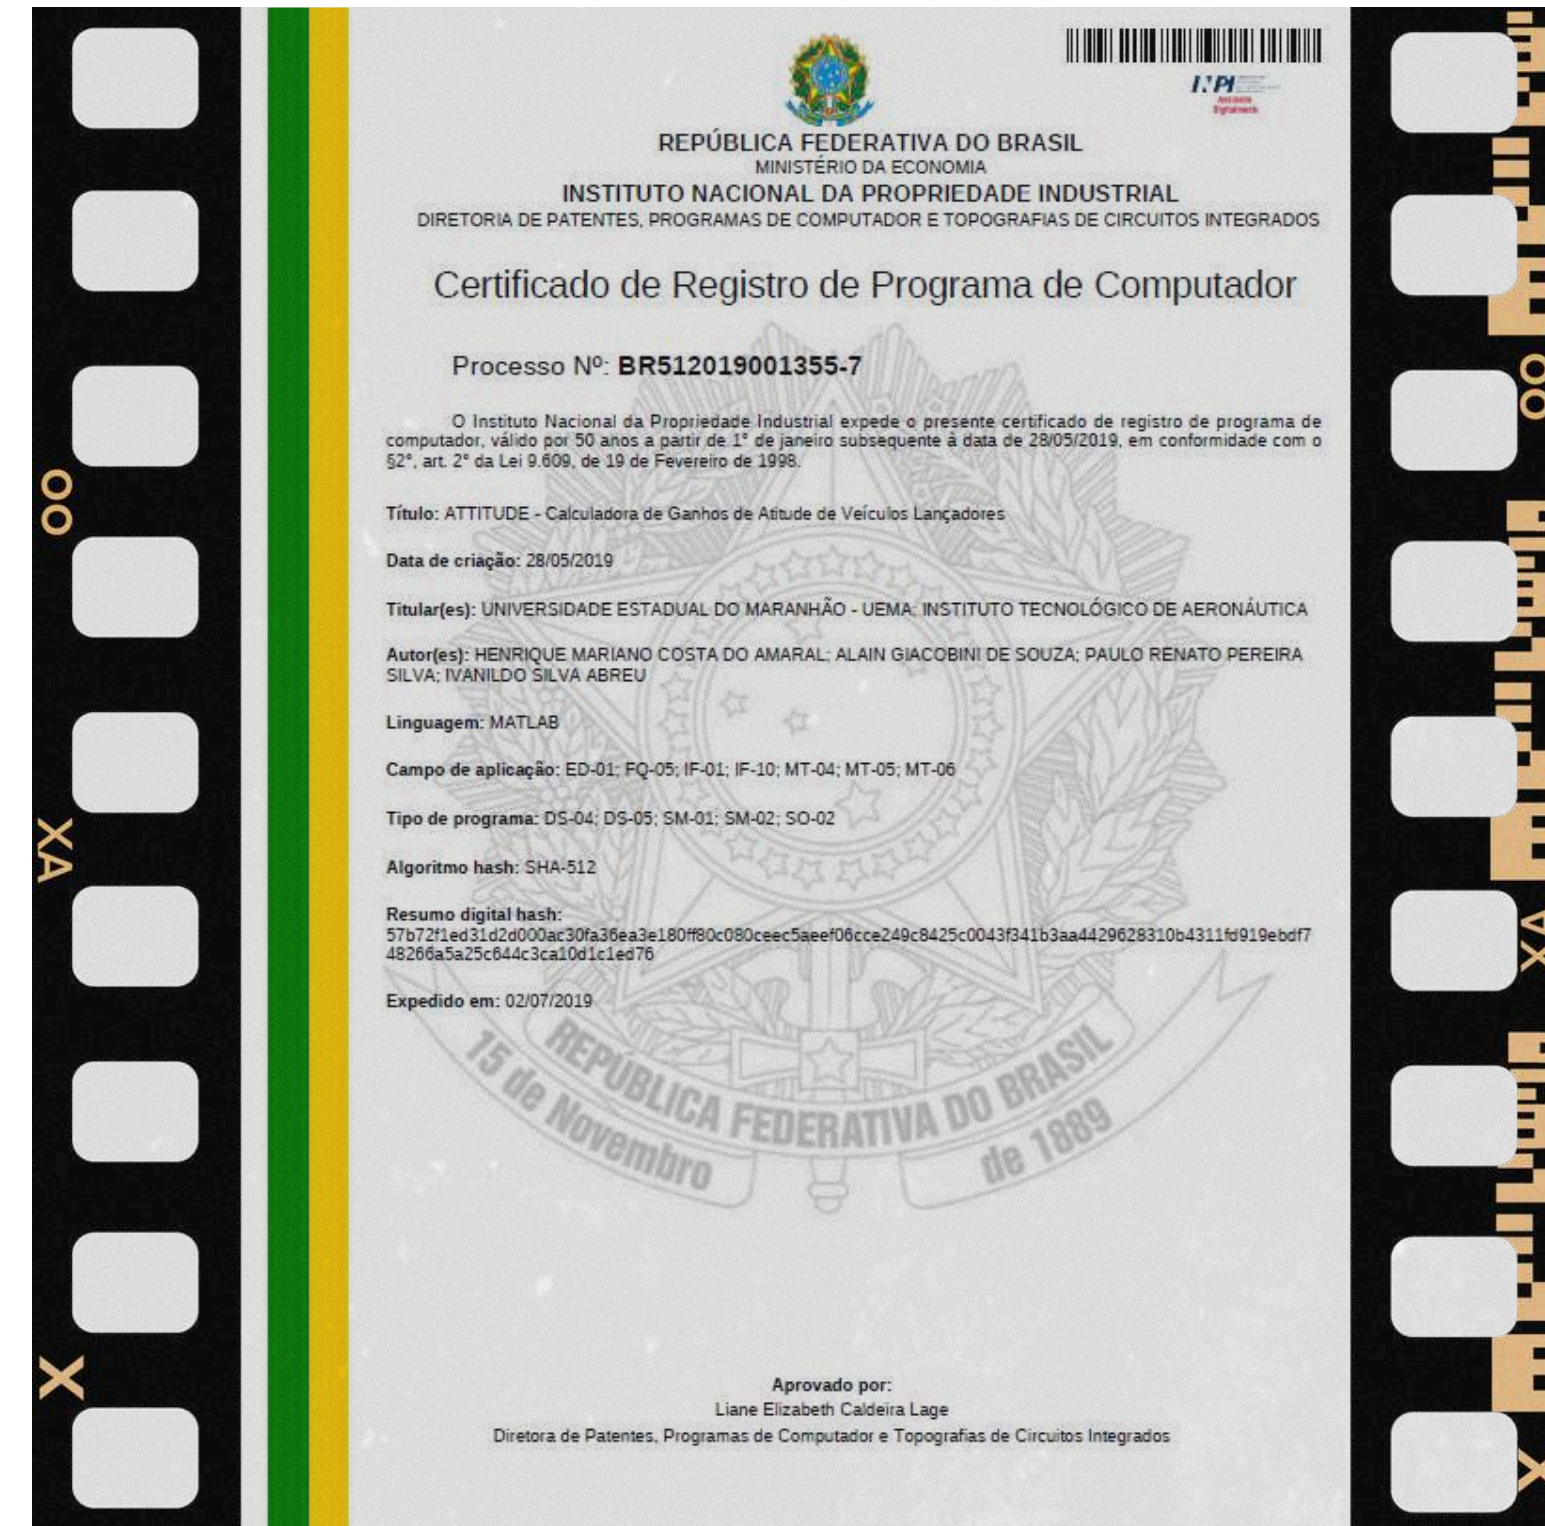 INPI
Assinado
Digitalmente
REPÚBLICA FEDERATIVA DO BRASIL
MINISTÉRIO DA ECONOMIA
INSTITUTO NACIONAL DA PROPRIEDADE INDUSTRIAL
DIRETORIA DE PATENTES, PROGRAMAS DE COMPUTADOR E TOPOGRAFIAS DE CIRCUITOS INTEGRADOS
Certificado de Registro de Programa de Computador
Processo Nº: BR512019001355-7
O Instituto Nacional da Propriedade Industrial expede o presente certificado de registro de programa de
computador, válido por 50 anos a partir de 1° de janeiro subsequente à data de 28/05/2019, em conformidade com o
§2°, art. 2° da Lei 9.609, de 19 de Fevereiro de 1998.
Título: ATTITUDE - Calculadora de Ganhos de Atitude de Veículos Lançadores
Data de criação: 28/05/2019
Titular(es): UNIVERSIDADE ESTADUAL DO MARANHÃO - UEMA; INSTITUTO TECNOLÓGICO DE AERONÁUTICA
Autor(es): HENRIQUE MARIANO COSTA DO AMARAL; ALAIN GIACOBINI DE SOUZA; PAULO RENATO PEREIRA
SILVA; IVANILDO SILVA ABREU
Linguagem: MATLAB
Campo de aplicação: ED-01; FQ-05; IF-01; IF-10; MT-04; MT-05; MT-06
Tipo de programa: DS-04; DS-05; SM-01; SM-02; SO-02
Algoritmo hash: SHA-512
Resumo digital hash:
57b72f1ed31d2d000ac30fa36ea3e180ff80c080ceec5aeef06cce249c8425c0043f341b3aa4429628310b4311fd919ebdf7
48266a5a25c644c3ca10d1c1ed76
Expedido em: 02/07/2019
REPÚBLICA FEDERATIVA DO BRASIL
15 de Novembro de 1889
Aprovado por:
Liane Elizabeth Caldeira Lage
Diretora de Patentes, Programas de Computador e Topografias de Circuitos Integrados
OO
XA
X
OO
XA
X